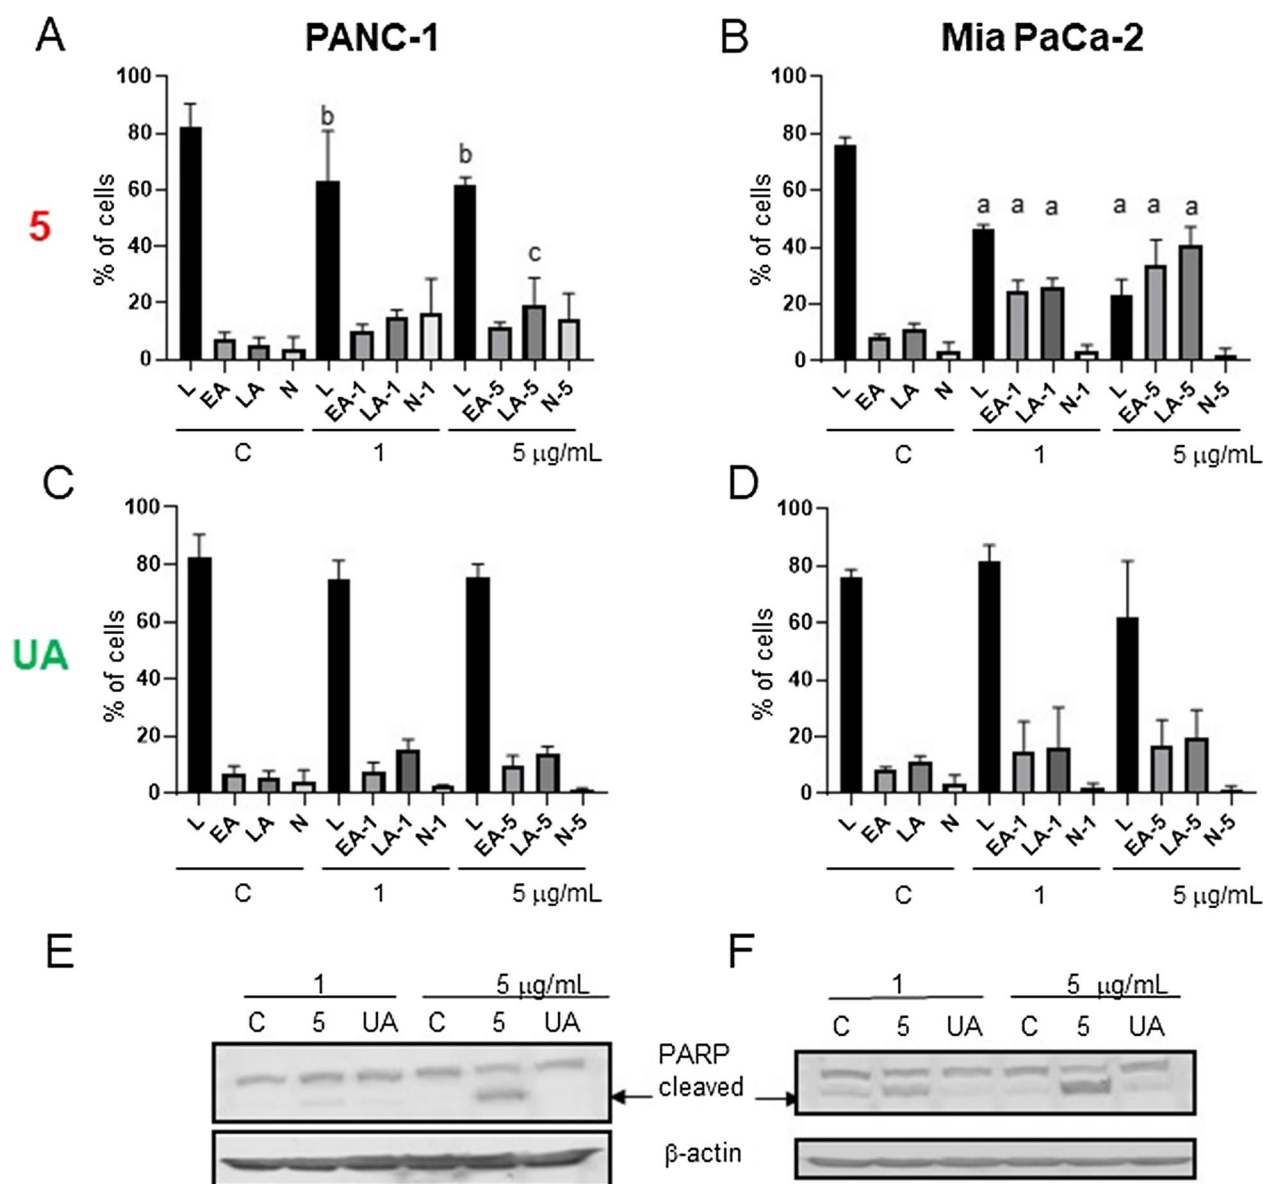 A
PANC-1
B
Mia PaCa-2
5
% of cells
100
80
60
40
20
0
b
b
c
L EA LA N L EA-1 LA-1 N-1 L EA-5 LA-5 N-5
C 1 5 μg/mL
% of cells
100
80
60
40
20
0
a a a a a a
L EA LA N L EA-1 LA-1 N-1 L EA-5 LA-5 N-5
C 1 5 μg/mL
C
D
UA
% of cells
100
80
60
40
20
0
L EA LA N L EA-1 LA-1 N-1 L EA-5 LA-5 N-5
C 1 5 μg/mL
% of cells
100
80
60
40
20
0
L EA LA N L EA-1 LA-1 N-1 L EA-5 LA-5 N-5
C 1 5 μg/mL
E
1 5 μg/mL
C 5 UA C 5 UA
F
1 5 μg/mL
C 5 UA C 5 UA
PARP
cleaved
β-actin